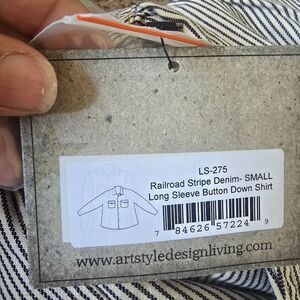 LS-275
Railroad Stripe Denim- SMALL
Long Sleeve Button Down Shirt
7 84626 57224 9
www.artstyledesignliving.com